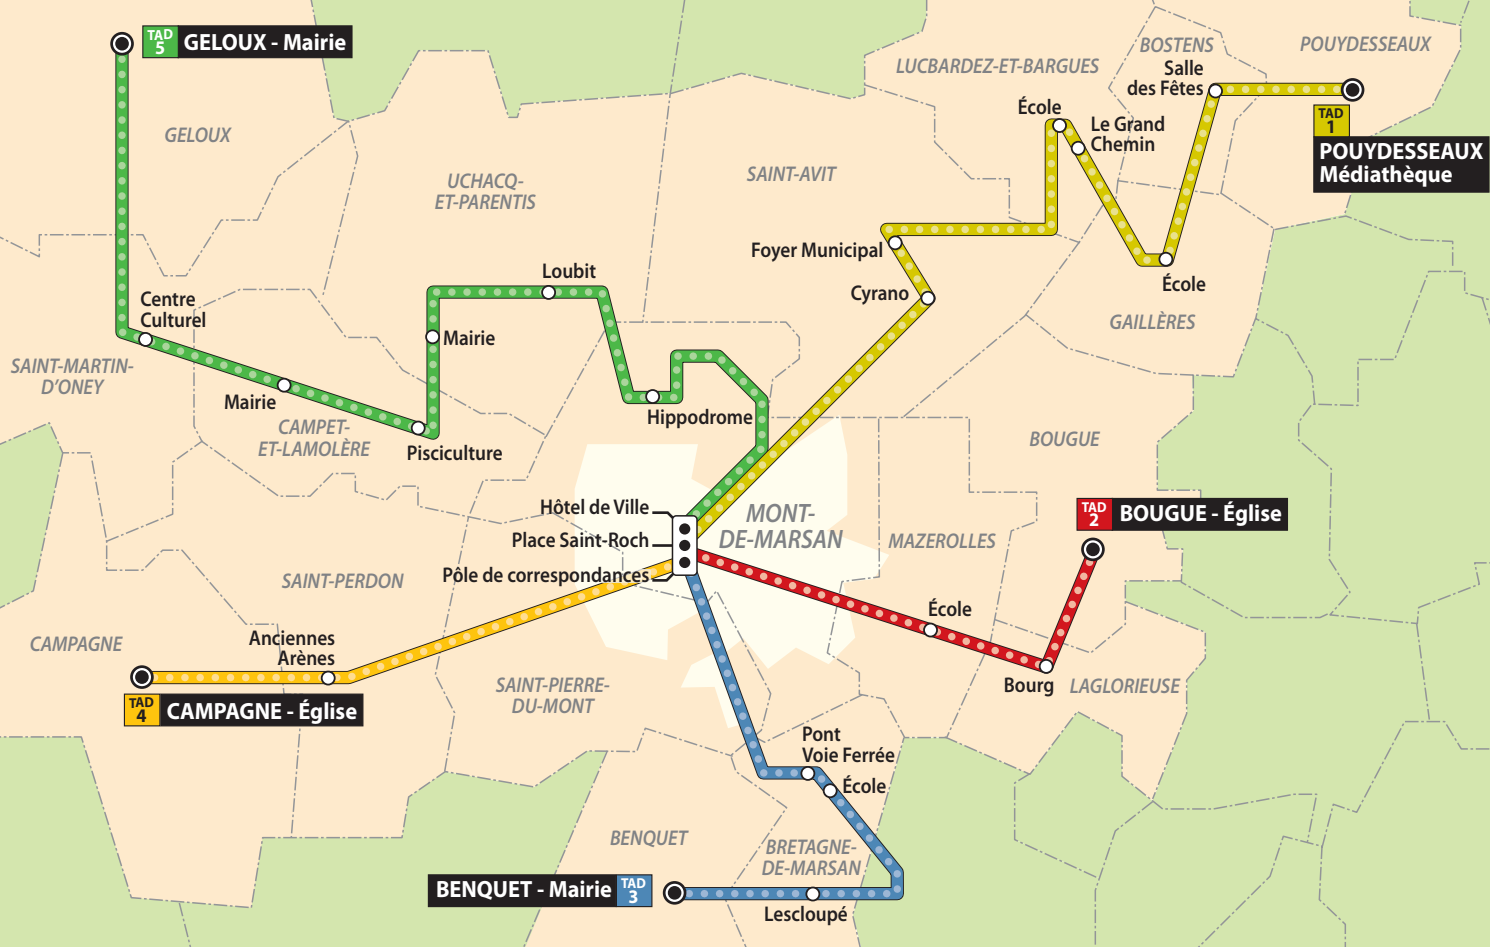 TAD
5
GELOUX - Mairie
GELOUX
Centre
Culturel
SAINT-MARTIN-
D'ONEY
Mairie
CAMPET-
ET-LAMOLÈRE
Pisciculture
Mairie
UCHACQ-
ET-PARENTIS
Loubit
Hippodrome
SAINT-AVIT
LUCBARDEZ-ET-BARGUES
BOSTENS
POUYDESSEAUX
Salle
des Fêtes
École
Le Grand
Chemin
TAD
1
POUYDESSEAUX
Médiathèque
Foyer Municipal
Cyrano
École
GAILLÈRES
BOUGUE
Hôtel de Ville
Place Saint-Roch
Pôle de correspondances
MONT-
DE-MARSAN
MAZEROLLES
TAD
2
BOUGUE - Église
École
Bourg
LAGLORIEUSE
SAINT-PERDON
CAMPAGNE
Anciennes
Arènes
TAD
4
CAMPAGNE - Église
SAINT-PIERRE-
DU-MONT
Pont
Voie Ferrée
École
BENQUET
BRETAGNE-
DE-MARSAN
BENQUET - Mairie
TAD
3
Lescloupé